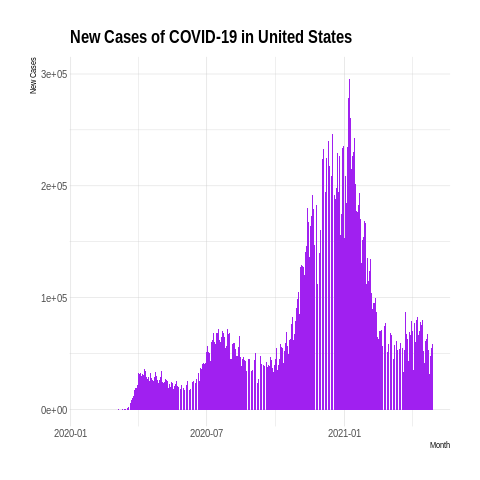 New Cases of COVID-19 in United States
New Cases
3e+05
2e+05
1e+05
0e+00
2020-01
2020-07
2021-01
Month